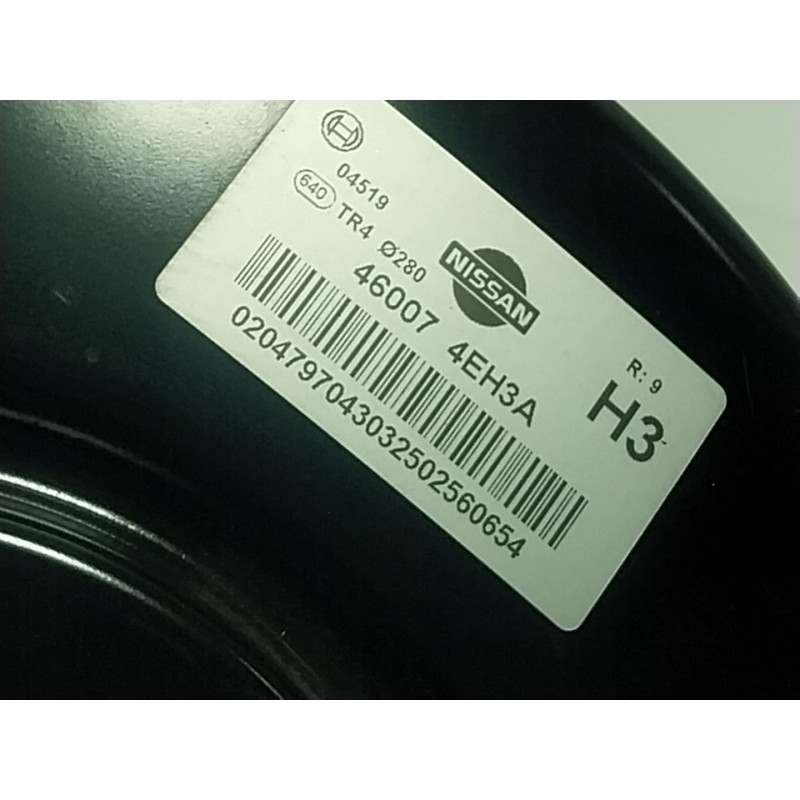 04519
640 TR4 Ø280
NISSAN
46007 4EH3A
0204797043032502560654
R: 9
H3